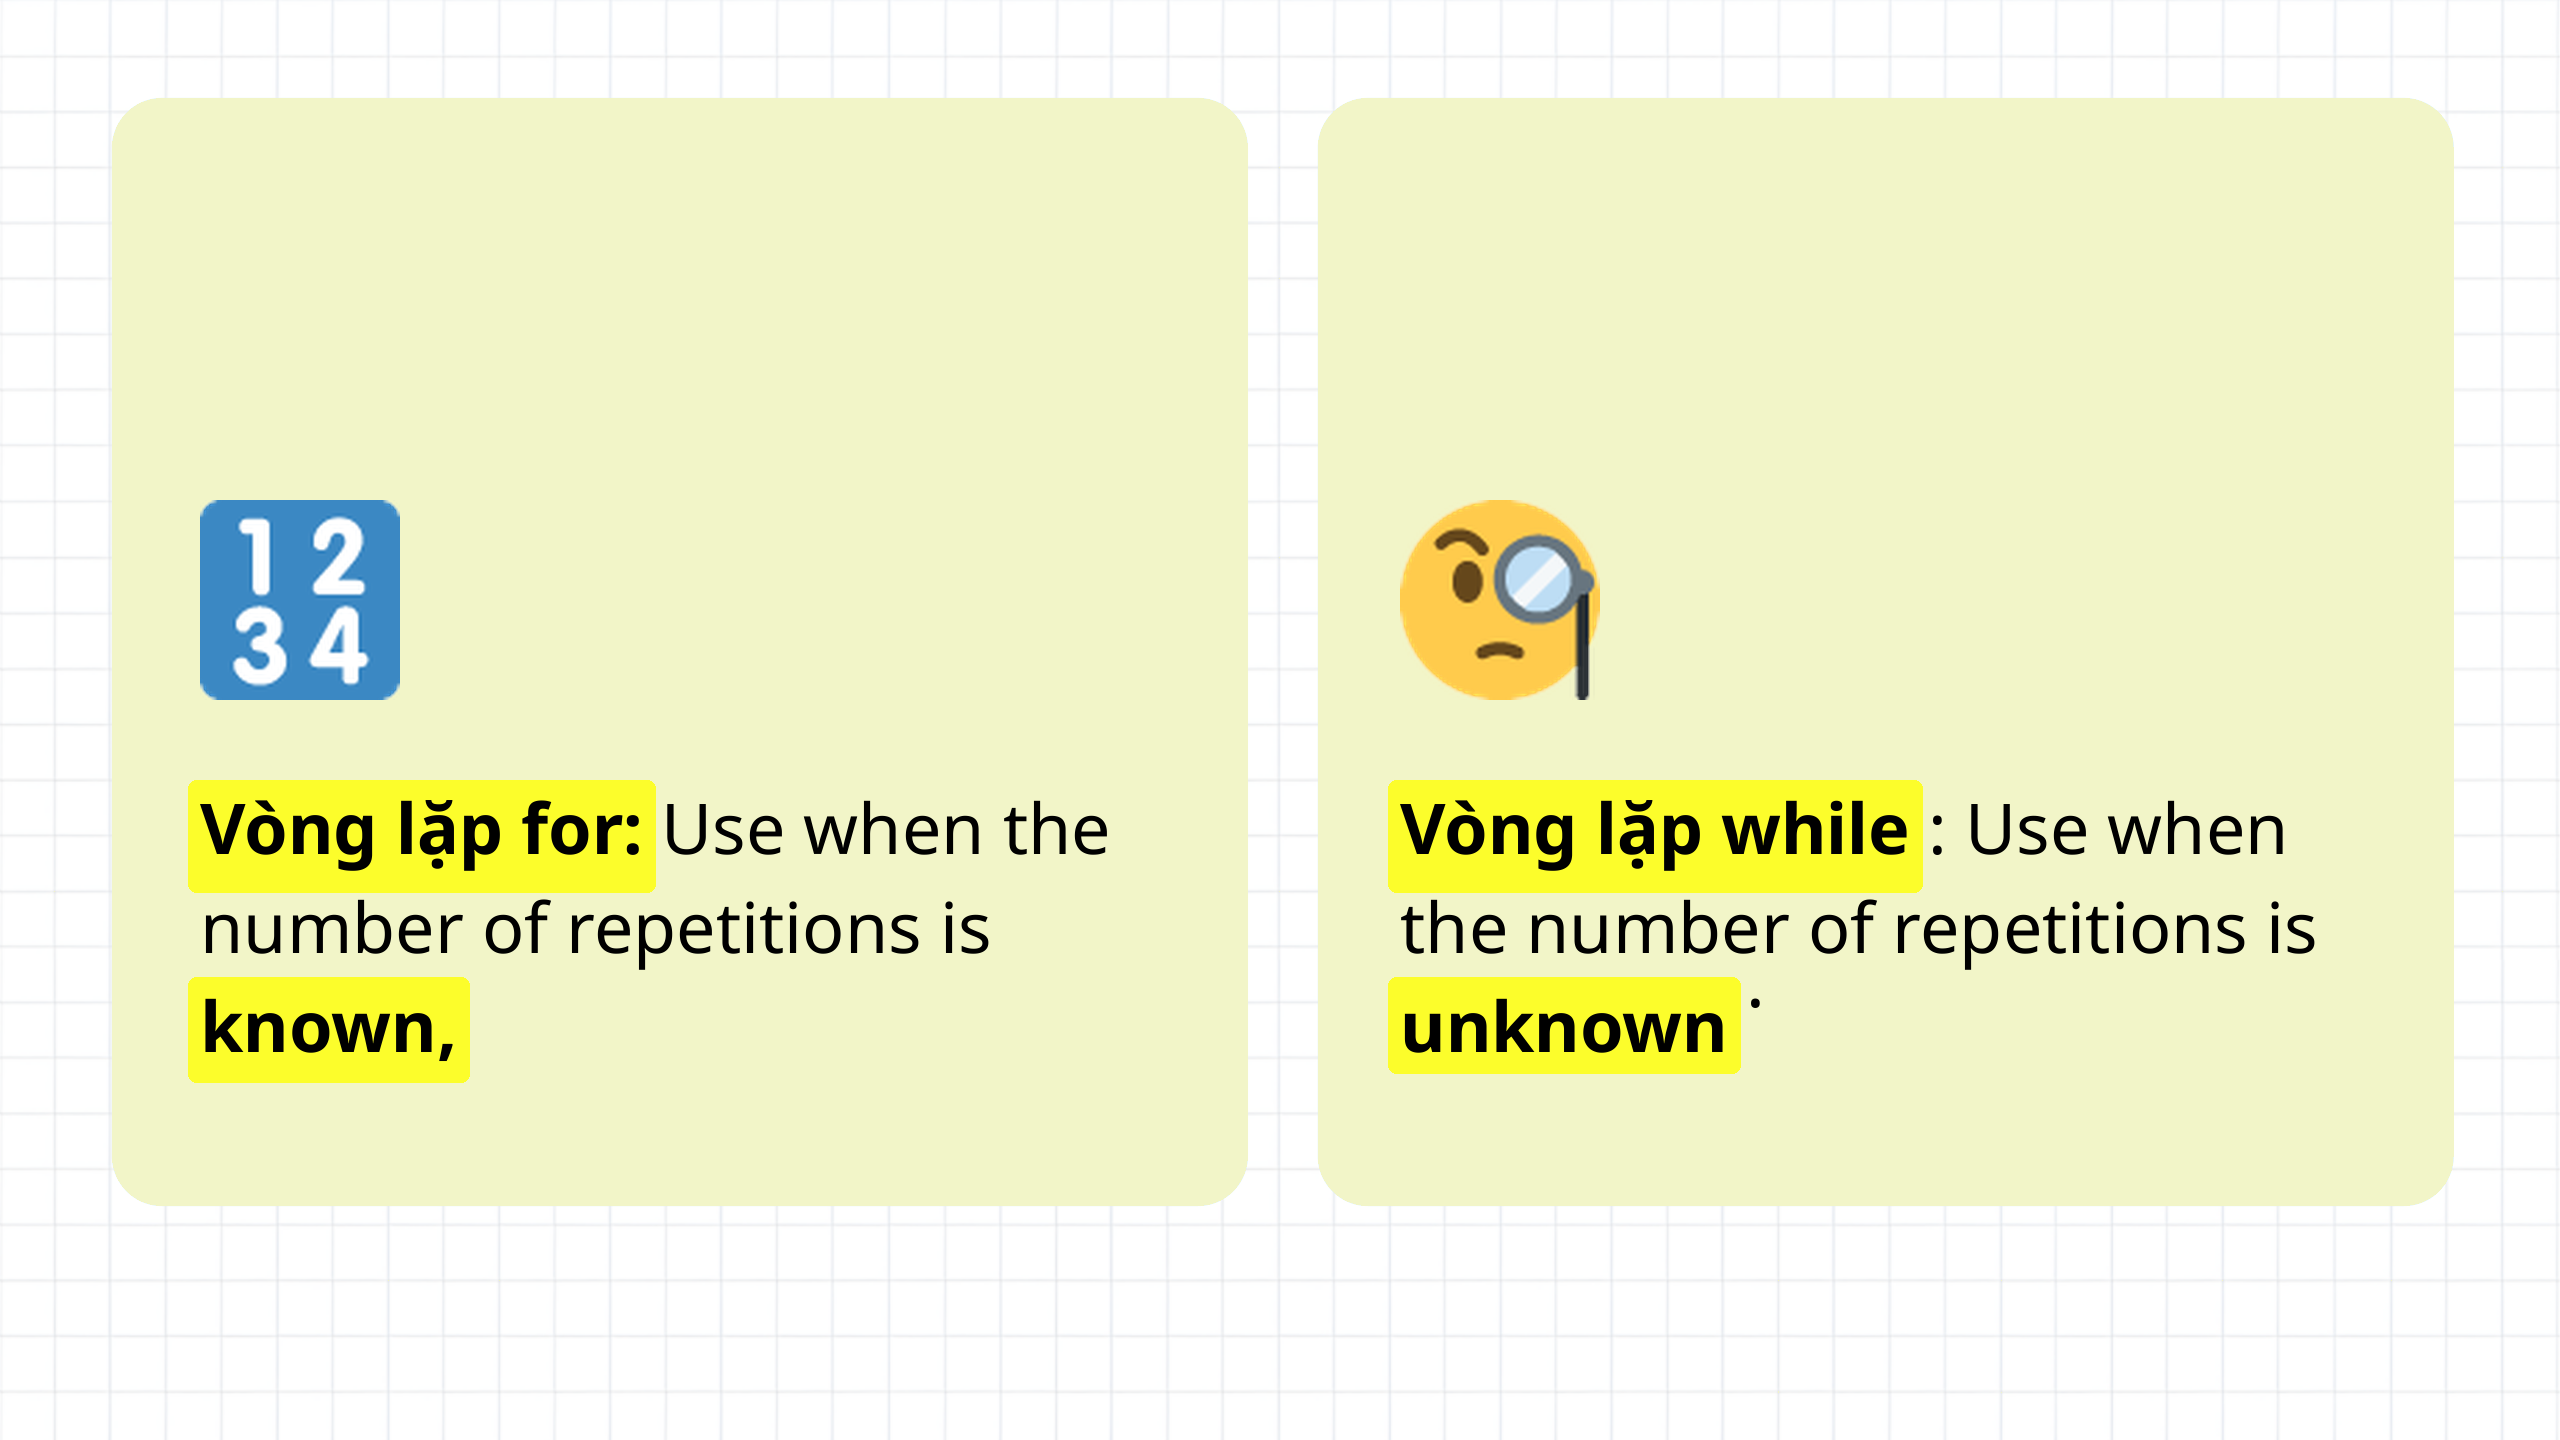 1 2
3 4
Vòng lặp for: Use when the
number of repetitions is
known,
Vòng lặp while : Use when
the number of repetitions is
unknown .